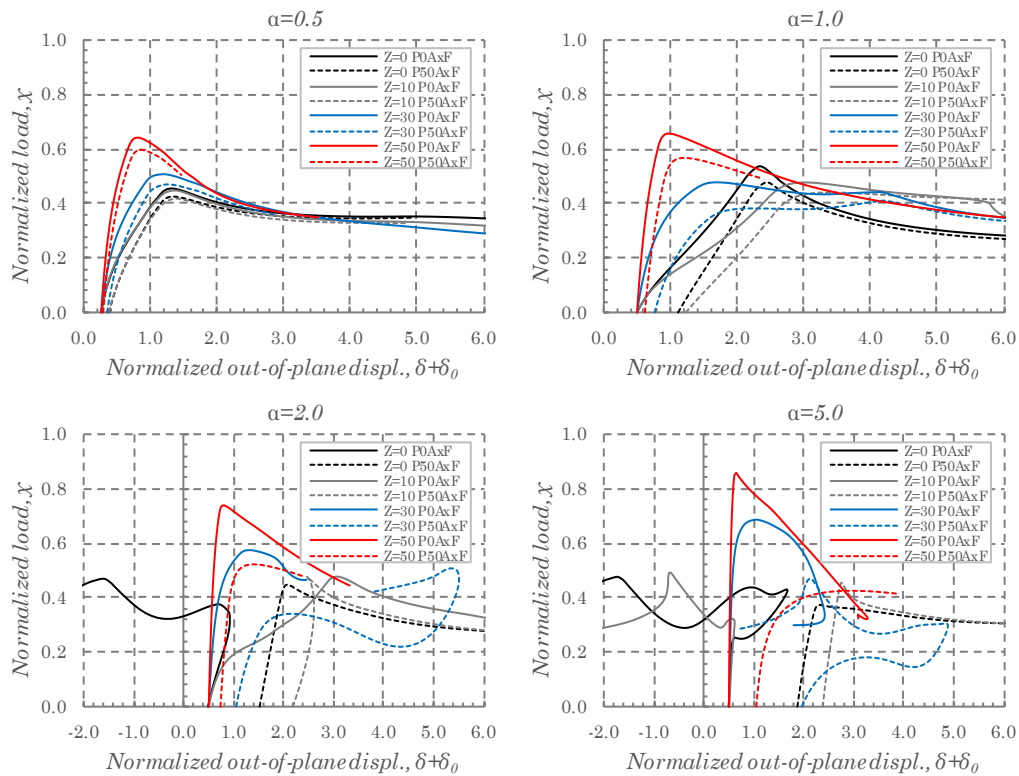 α=0.5
Normalized load, χ
1.0
0.8
0.6
0.4
0.2
0.0
Z=0 P0AxF
Z=0 P50AxF
Z=10 P0AxF
Z=10 P50AxF
Z=30 P0AxF
Z=30 P50AxF
Z=50 P0AxF
Z=50 P50AxF
0.0 1.0 2.0 3.0 4.0 5.0 6.0
Normalized out-of-plane displ., δ+δ0
α=1.0
Normalized load, χ
1.0
0.8
0.6
0.4
0.2
0.0
Z=0 P0AxF
Z=0 P50AxF
Z=10 P0AxF
Z=10 P50AxF
Z=30 P0AxF
Z=30 P50AxF
Z=50 P0AxF
Z=50 P50AxF
0.0 1.0 2.0 3.0 4.0 5.0 6.0
Normalized out-of-plane displ., δ+δ0
α=2.0
Normalized load, χ
1.0
0.8
0.6
0.4
0.2
0.0
Z=0 P0AxF
Z=0 P50AxF
Z=10 P0AxF
Z=10 P50AxF
Z=30 P0AxF
Z=30 P50AxF
Z=50 P0AxF
Z=50 P50AxF
-2.0 -1.0 0.0 1.0 2.0 3.0 4.0 5.0 6.0
Normalized out-of-plane displ., δ+δ0
α=5.0
Normalized load, χ
1.0
0.8
0.6
0.4
0.2
0.0
Z=0 P0AxF
Z=0 P50AxF
Z=10 P0AxF
Z=10 P50AxF
Z=30 P0AxF
Z=30 P50AxF
Z=50 P0AxF
Z=50 P50AxF
-2.0 -1.0 0.0 1.0 2.0 3.0 4.0 5.0 6.0
Normalized out-of-plane displ., δ+δ0